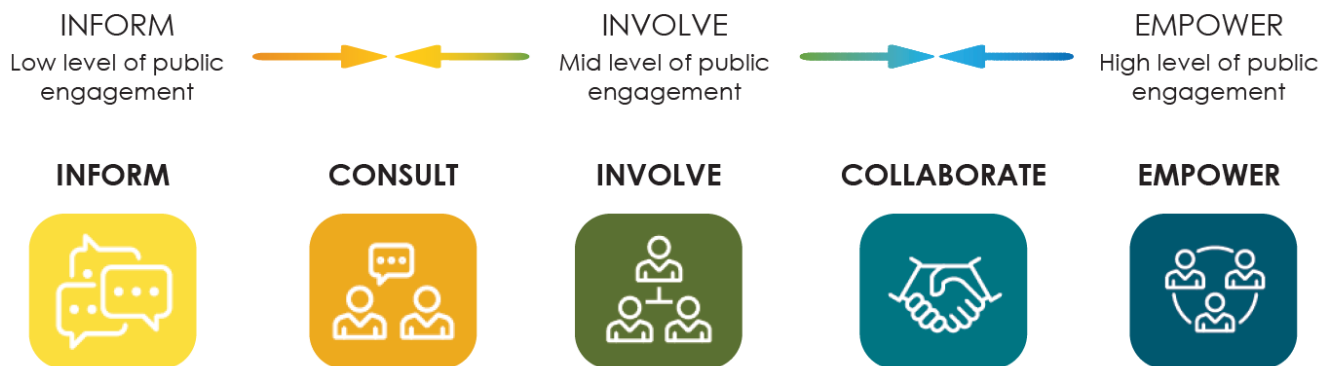 INFORM
Low level of public
engagement
INVOLVE
Mid level of public
engagement
EMPOWER
High level of public
engagement
INFORM
CONSULT
INVOLVE
COLLABORATE
EMPOWER